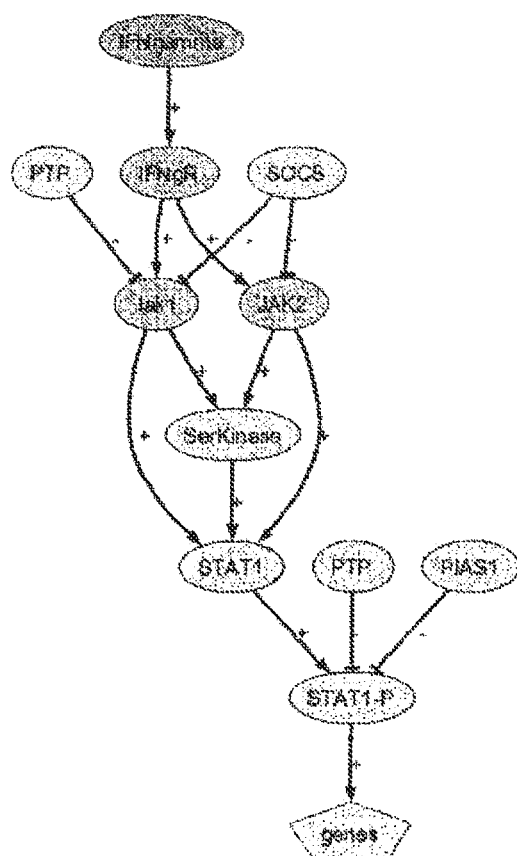 IFNgamma
+
PTP IFNgR SOCS
- + + - -
Jak1 JAK2
+ + + +
SerKinase
+
STAT1 PTP PIAS1
+ - -
STAT1-P
+
genes